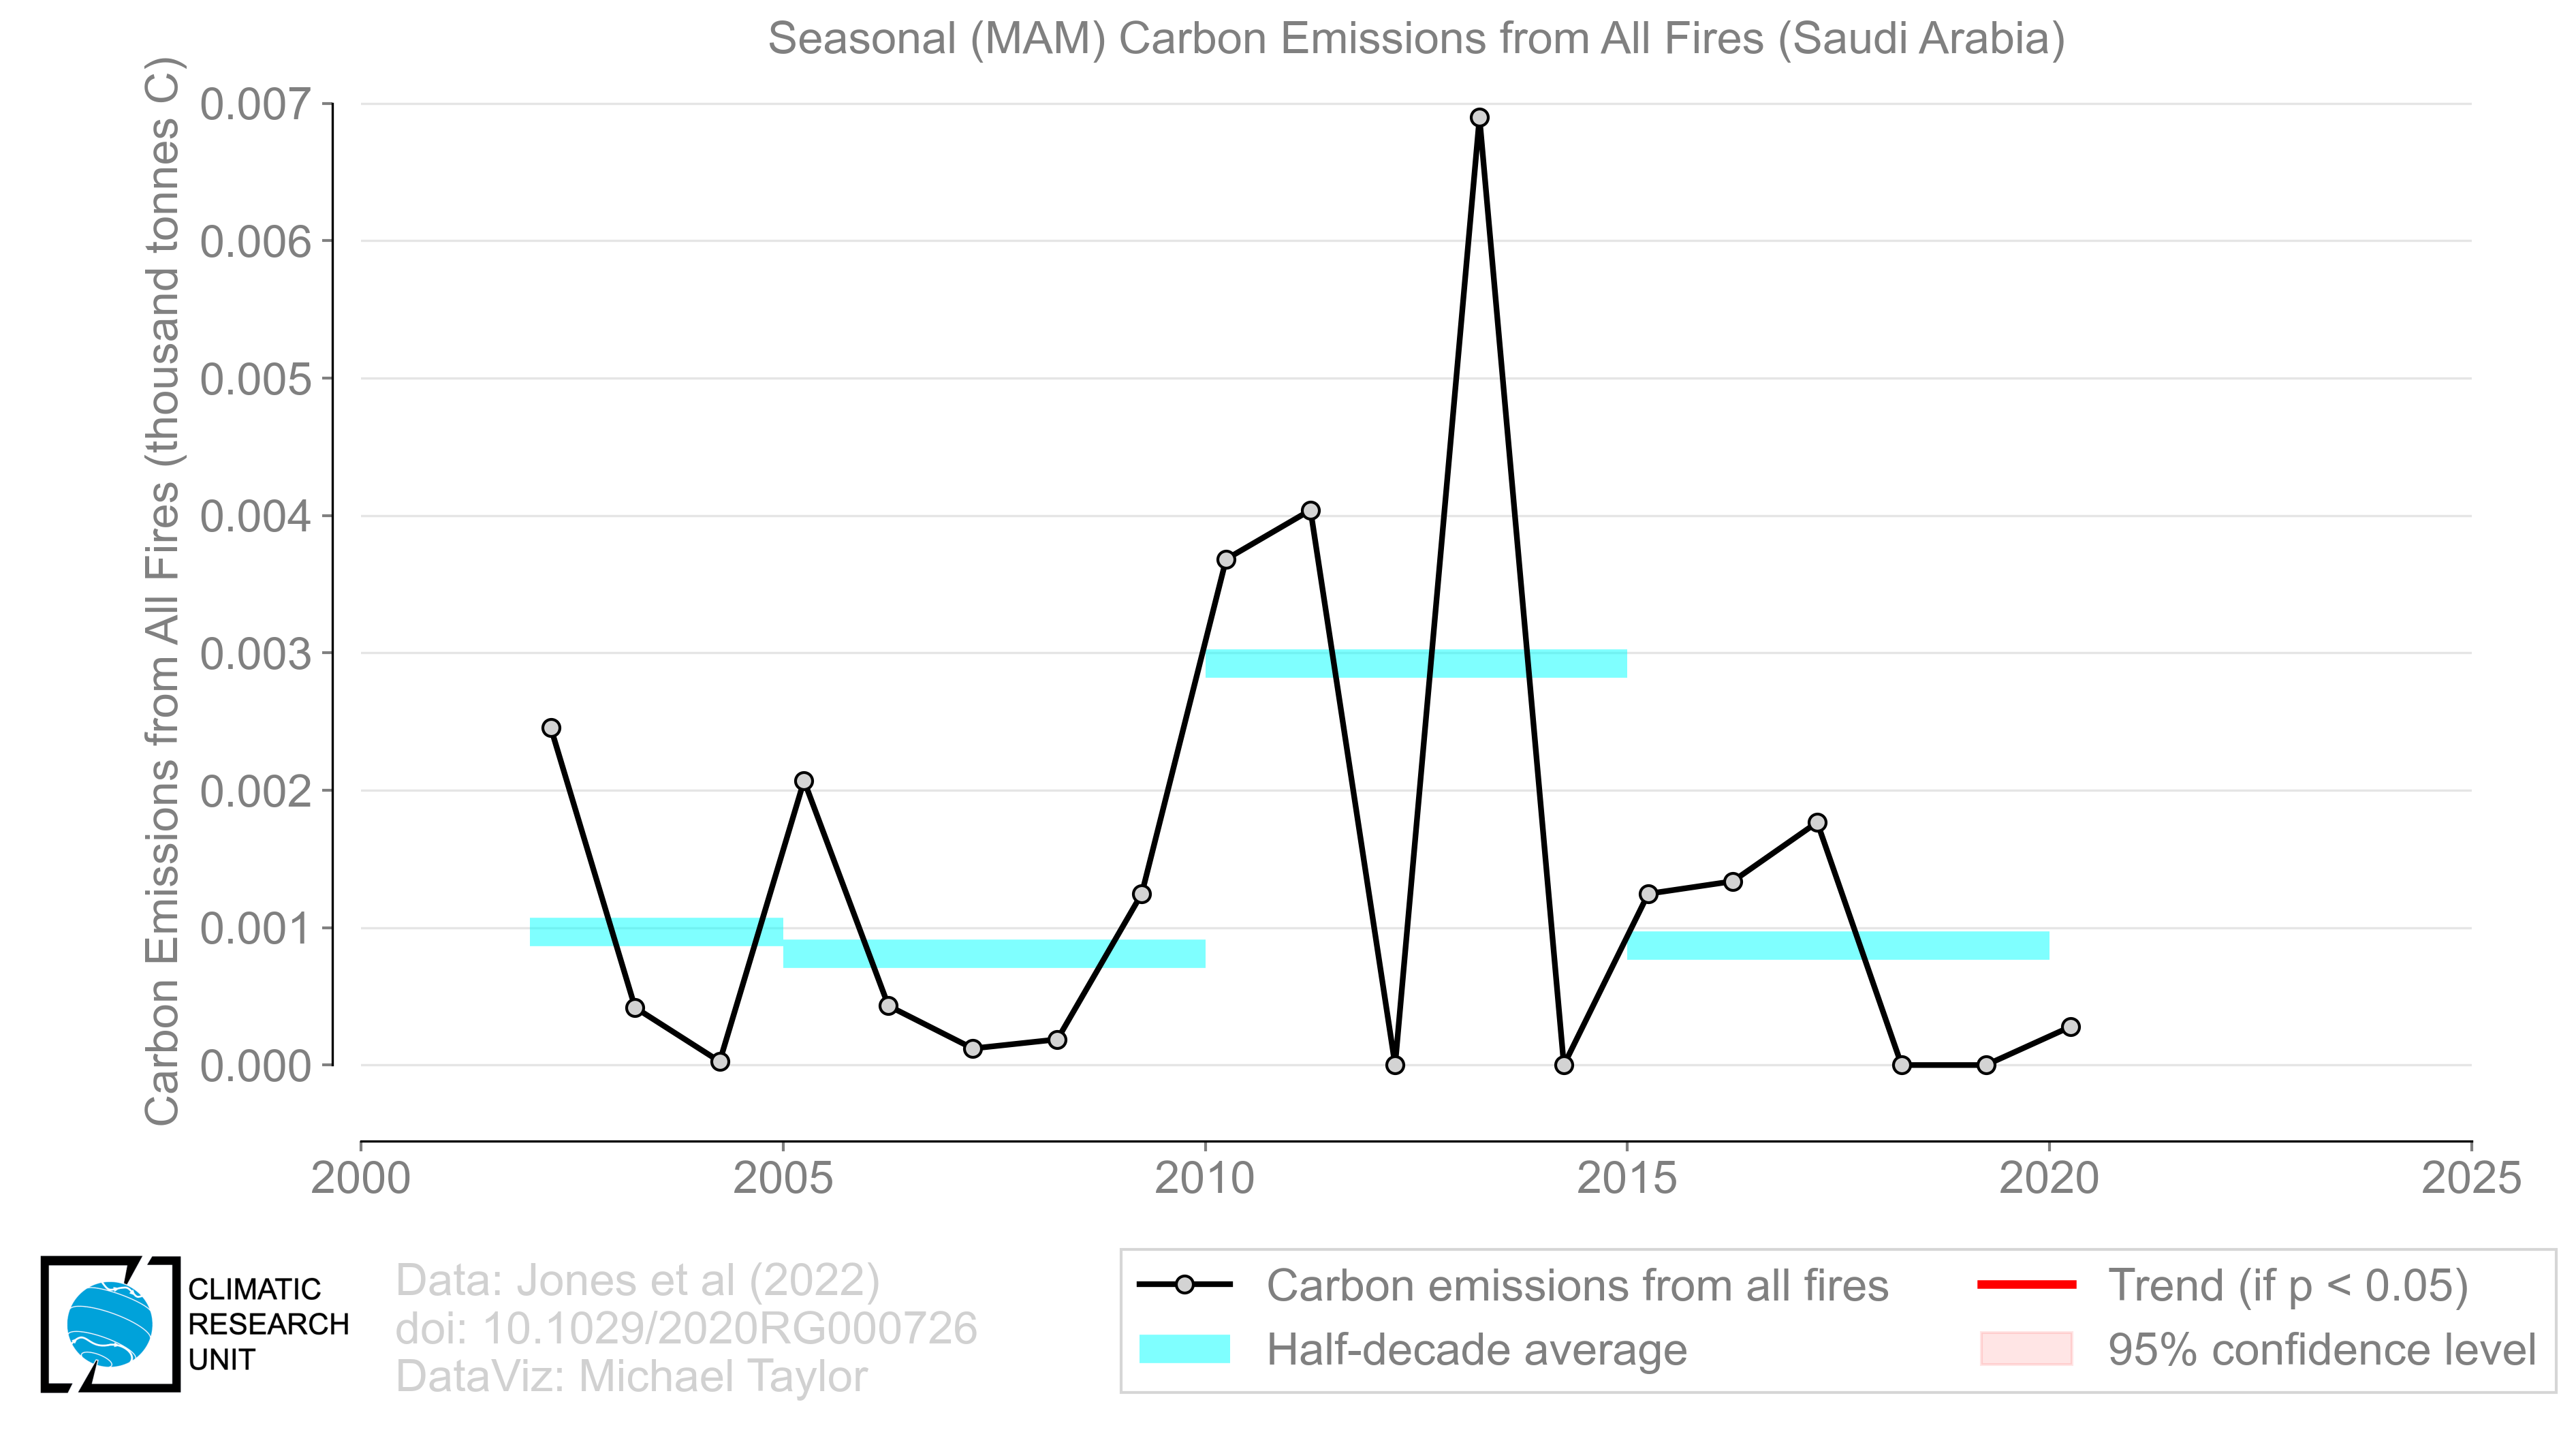 Seasonal (MAM) Carbon Emissions from All Fires (Saudi Arabia)
Carbon Emissions from All Fires (thousand tonnes C)
0.007
0.006
0.005
0.004
0.003
0.002
0.001
0.000
2000
2005
2010
2015
2020
2025
CLIMATIC
RESEARCH
UNIT
Data: Jones et al (2022)
doi: 10.1029/2020RG000726
DataViz: Michael Taylor
Carbon emissions from all fires
Half-decade average
Trend (if p < 0.05)
95% confidence level